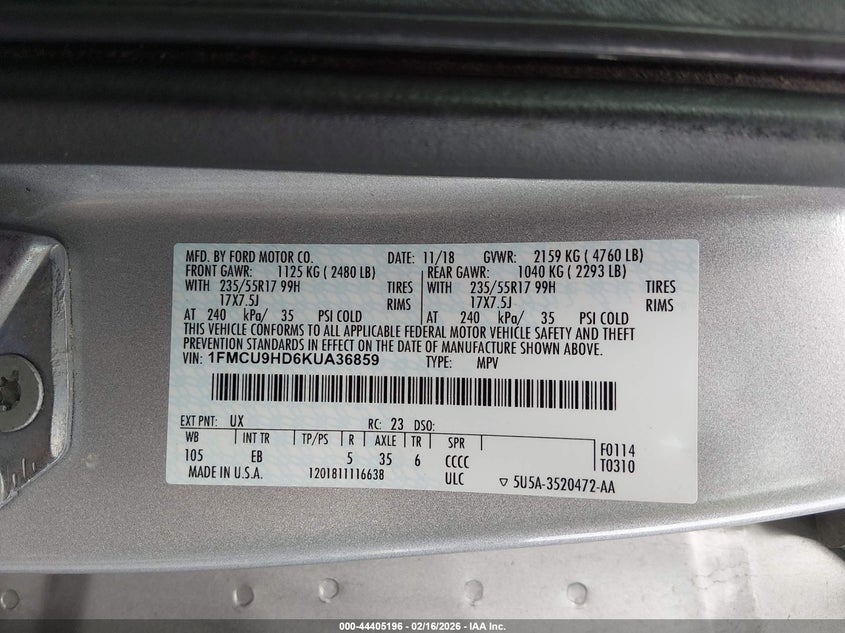 MFD. BY FORD MOTOR CO. DATE: 11/18 GVWR: 2159 KG ( 4760 LB)
FRONT GAWR: 1125 KG ( 2480 LB) REAR GAWR: 1040 KG ( 2293 LB)
WITH 235/55R17 99H TIRES WITH 235/55R17 99H TIRES
17X7.5J RIMS 17X7.5J RIMS
AT 240 kPa/ 35 PSI COLD AT 240 kPa/ 35 PSI COLD
THIS VEHICLE CONFORMS TO ALL APPLICABLE FEDERAL MOTOR VEHICLE SAFETY AND THEFT
PREVENTION STANDARDS IN EFFECT ON THE DATE OF MANUFACTURE SHOWN ABOVE.
VIN: 1FMCU9HD6KUA36859 TYPE: MPV
EXT PNT: UX RC: 23 DSO:
WB INT TR TP/PS R AXLE TR SPR F0114
105 EB 5 35 6 CCCC T0310
MADE IN U.S.A. 1201811116638 ULC 5U5A-3520472-AA
000-44405196 - 02/16/2026 - IAA Inc.